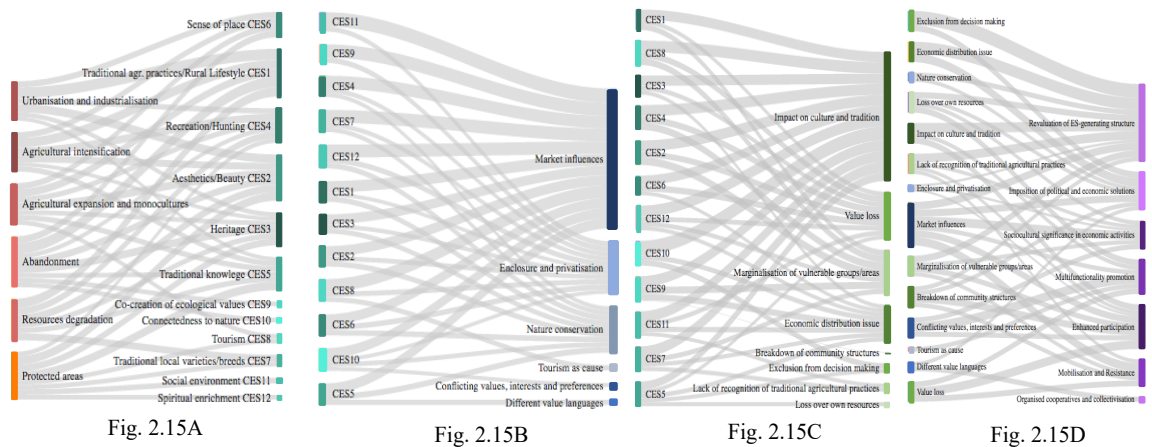 Sense of place CES6
Traditional agr. practices/Rural Lifestyle CES1
Urbanisation and industrialisation
Recreation/Hunting CES4
Agricultural intensification
Aesthetics/Beauty CES2
Agricultural expansion and monocultures
Heritage CES3
Abandonment
Traditional knowlege CES5
Co-creation of ecological values CES9
Resources degradation
Connectedness to nature CES10
Tourism CES8
Traditional local varieties/breeds CES7
Protected areas
Social environment CES11
Spiritual enrichment CES12
Fig. 2.15A
CES11
CES9
CES4
CES7
CES12
CES1
CES3
CES2
CES8
CES6
CES10
CES5
Market influences
Enclosure and privatisation
Nature conservation
Tourism as cause
Conflicting values, interests and preferences
Different value languages
Fig. 2.15B
CES1
CES8
CES3
CES4
CES2
CES6
CES12
CES10
CES9
CES11
CES7
CES5
Impact on culture and tradition
Value loss
Marginalisation of vulnerable groups/areas
Economic distribution issue
Breakdown of community structures
Exclusion from decision making
Lack of recognition of traditional agricultural practices
Loss over own resources
Fig. 2.15C
Exclusion from decision making
Economic distribution issue
Nature conservation
Loss over own resources
Impact on culture and tradition
Lack of recognition of traditional agricultural practices
Enclosure and privatisation
Market influences
Marginalisation of vulnerable groups/areas
Breakdown of community structures
Conflicting values, interests and preferences
Tourism as cause
Different value languages
Value loss
Revaluation of ES-generating structure
Imposition of political and economic solutions
Sociocultural significance in economic activities
Multifunctionality promotion
Enhanced participation
Mobilisation and Resistance
Organised cooperatives and collectivisation
Fig. 2.15D